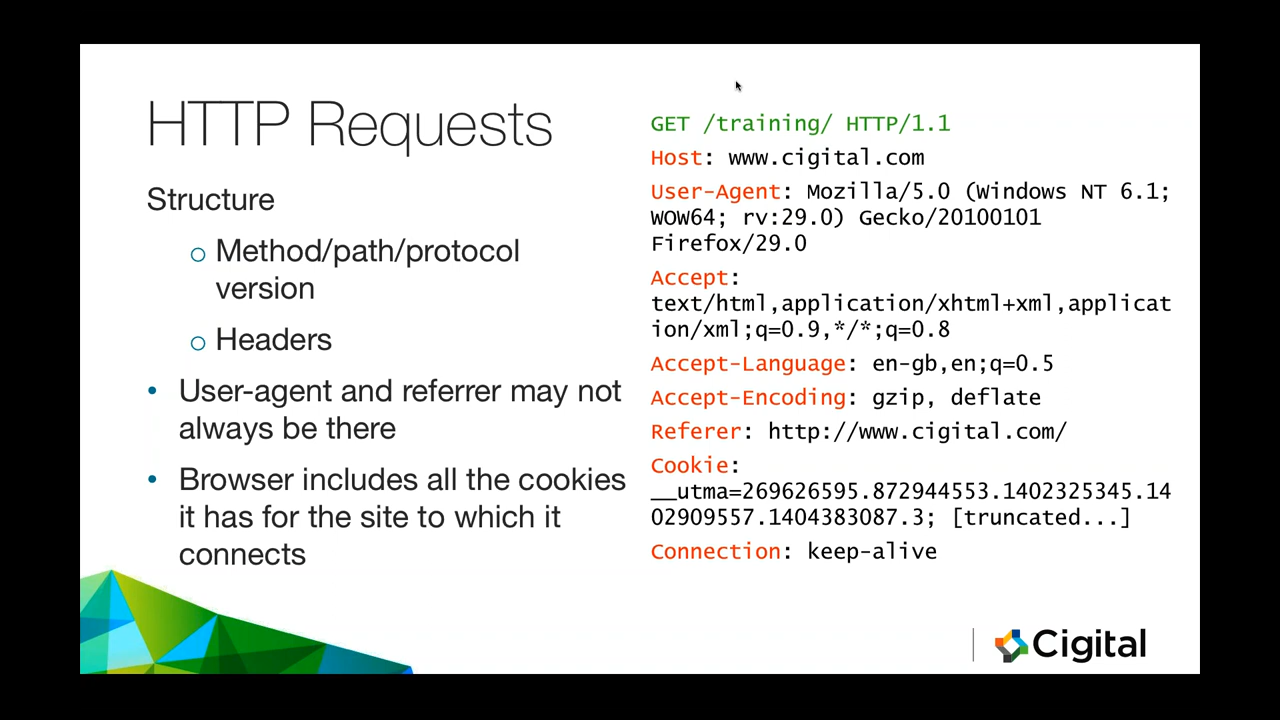 HTTP Requests
Structure
Method/path/protocol
version
Headers
User-agent and referrer may not
always be there
Browser includes all the cookies
it has for the site to which it
connects
GET /training/ HTTP/1.1
Host: www.cigital.com
User-Agent: Mozilla/5.0 (Windows NT 6.1;
WOW64; rv:29.0) Gecko/20100101
Firefox/29.0
Accept:
text/html,application/xhtml+xml,applicat
ion/xml;q=0.9,*/*;q=0.8
Accept-Language: en-gb,en;q=0.5
Accept-Encoding: gzip, deflate
Referer: http://www.cigital.com/
Cookie:
__utma=269626595.872944553.1402325345.14
02909557.1404383087.3; [truncated...]
Connection: keep-alive
Cigital